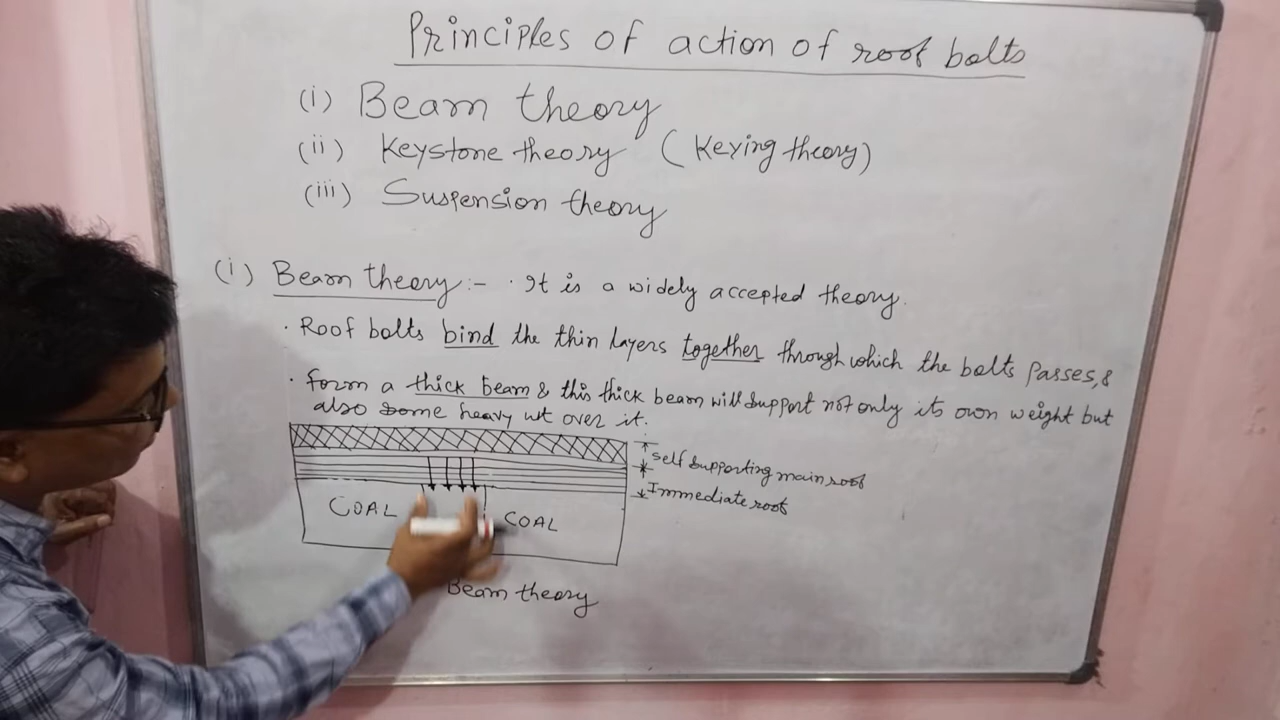 Principles of action of roof bolts
(i) Beam theory
(ii) Keystone theory (Keying theory)
(iii) Suspension theory
(i) Beam theory:- · It is a widely accepted theory.
· Roof bolts bind the thin layers together through which the bolts passes, &
· form a thick beam & this thick beam will support not only its own weight but
also some heavy wt over it.
self supporting main roof
Immediate roof
COAL COAL
Beam theory